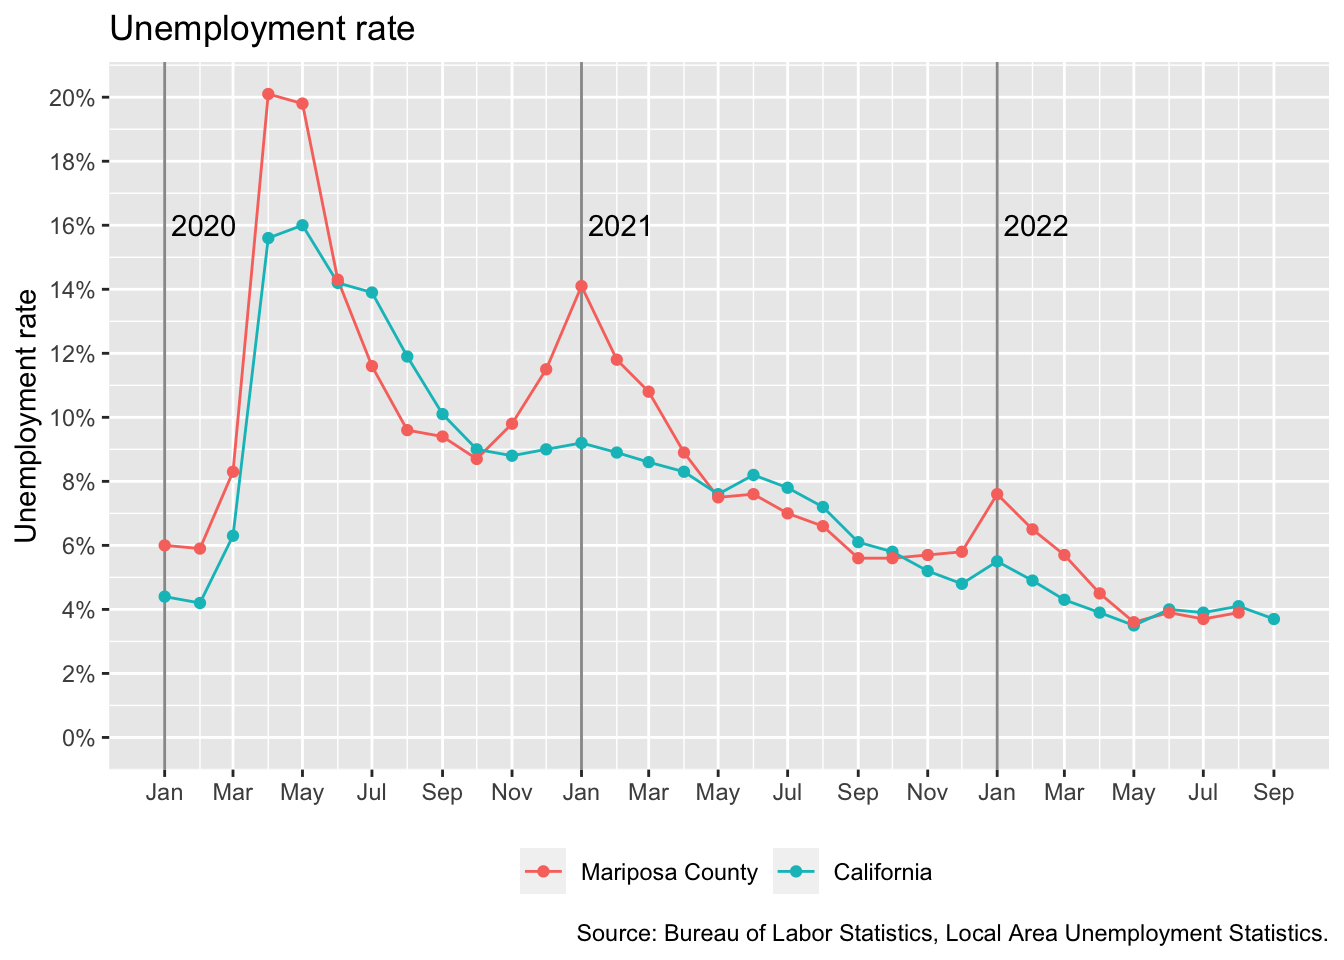 Unemployment rate
20%
18%
16%
14%
12%
10%
8%
6%
4%
2%
0%
Unemployment rate
2020
2021
2022
Jan Mar May Jul Sep Nov Jan Mar May Jul Sep Nov Jan Mar May Jul Sep
Mariposa County California
Source: Bureau of Labor Statistics, Local Area Unemployment Statistics.